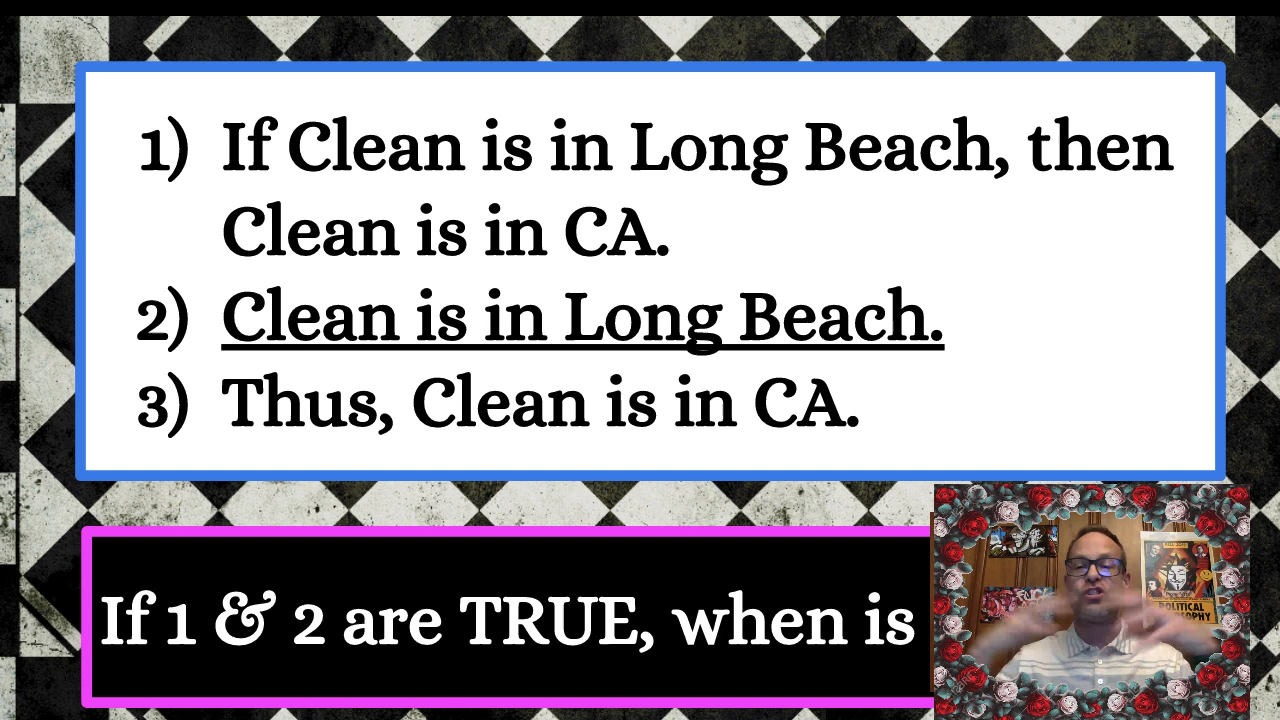 1) If Clean is in Long Beach, then
Clean is in CA.
2) Clean is in Long Beach.
3) Thus, Clean is in CA.
If 1 & 2 are TRUE, when is
POLITICAL